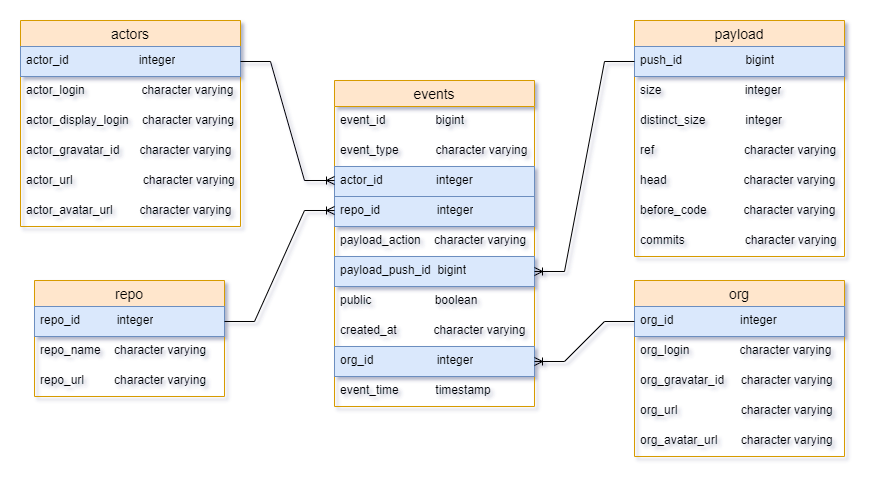 actors
actor_id integer
actor_login character varying
actor_display_login character varying
actor_gravatar_id character varying
actor_url character varying
actor_avatar_url character varying
repo
repo_id integer
repo_name character varying
repo_url character varying
events
event_id bigint
event_type character varying
actor_id integer
repo_id integer
payload_action character varying
payload_push_id bigint
public boolean
created_at character varying
org_id integer
event_time timestamp
payload
push_id bigint
size integer
distinct_size integer
ref character varying
head character varying
before_code character varying
commits character varying
org
org_id integer
org_login character varying
org_gravatar_id character varying
org_url character varying
org_avatar_url character varying